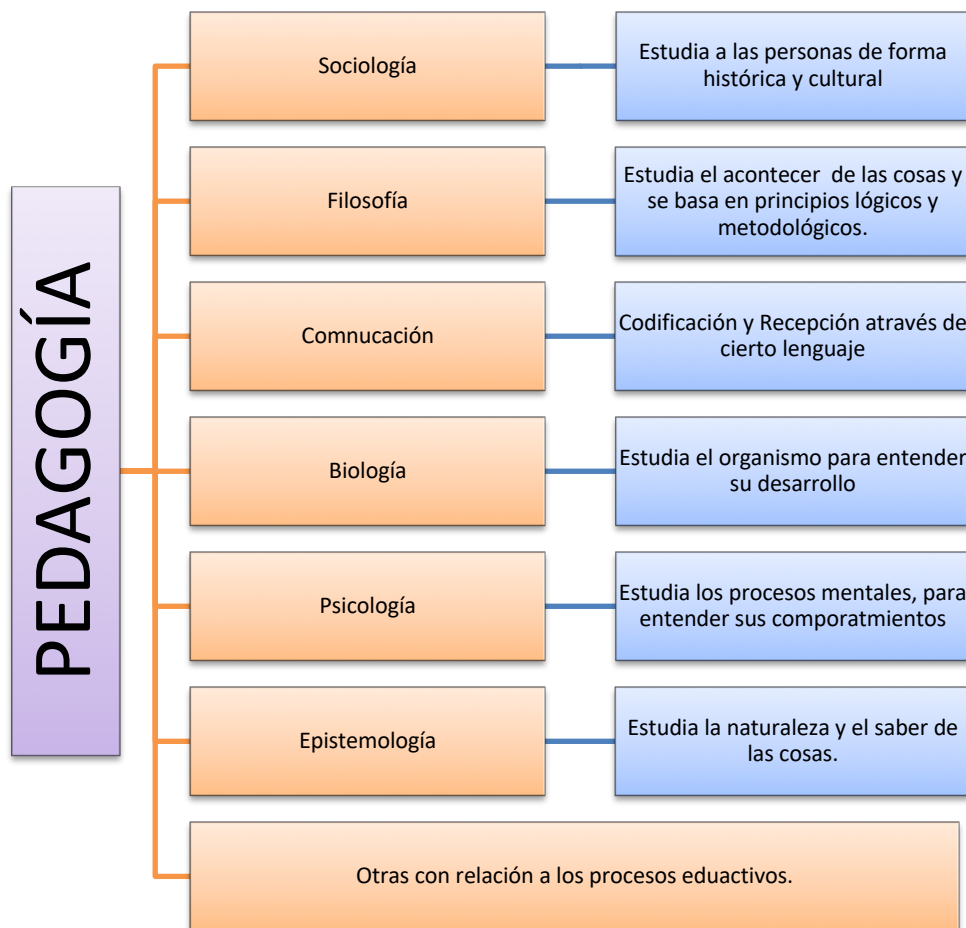 PEDAGOGÍA
Sociología
Estudia a las personas de forma
histórica y cultural
Filosofía
Estudia el acontecer de las cosas y
se basa en principios lógicos y
metodológicos.
Comnucación
Codificación y Recepción através de
cierto lenguaje
Biología
Estudia el organismo para entender
su desarrollo
Psicología
Estudia los procesos mentales, para
entender sus comporatmientos
Epistemología
Estudia la naturaleza y el saber de
las cosas.
Otras con relación a los procesos eduactivos.